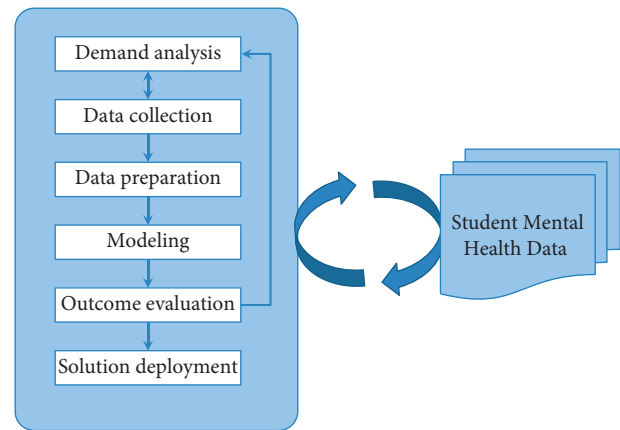 Demand analysis
Data collection
Data preparation
Modeling
Outcome evaluation
Solution deployment
Student Mental
Health Data